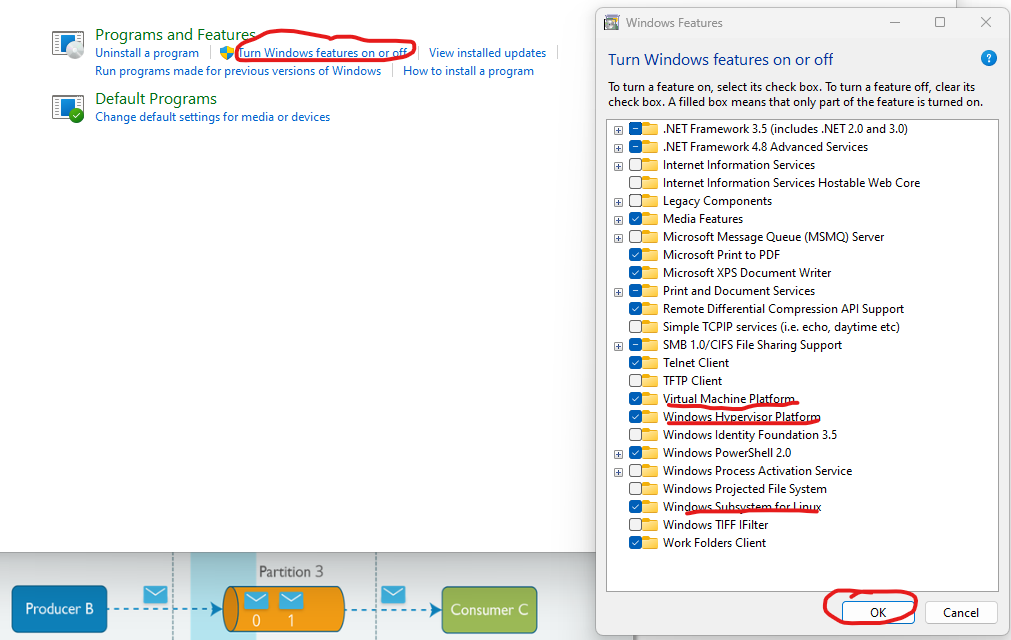 Programs and Features
Uninstall a program
Turn Windows features on or off
View installed updates
Run programs made for previous versions of Windows
How to install a program
Default Programs
Change default settings for media or devices
Windows Features
Turn Windows features on or off
To turn a feature on, select its check box. To turn a feature off, clear its
check box. A filled box means that only part of the feature is turned on.
.NET Framework 3.5 (includes .NET 2.0 and 3.0)
.NET Framework 4.8 Advanced Services
Internet Information Services
Internet Information Services Hostable Web Core
Legacy Components
Media Features
Microsoft Message Queue (MSMQ) Server
Microsoft Print to PDF
Microsoft XPS Document Writer
Print and Document Services
Remote Differential Compression API Support
Simple TCPIP services (i.e. echo, daytime etc)
SMB 1.0/CIFS File Sharing Support
Telnet Client
TFTP Client
Virtual Machine Platform
Windows Hypervisor Platform
Windows Identity Foundation 3.5
Windows PowerShell 2.0
Windows Process Activation Service
Windows Projected File System
Windows Subsystem for Linux
Windows TIFF IFilter
Work Folders Client
OK
Cancel
Partition 3
Producer B
0 1
Consumer C